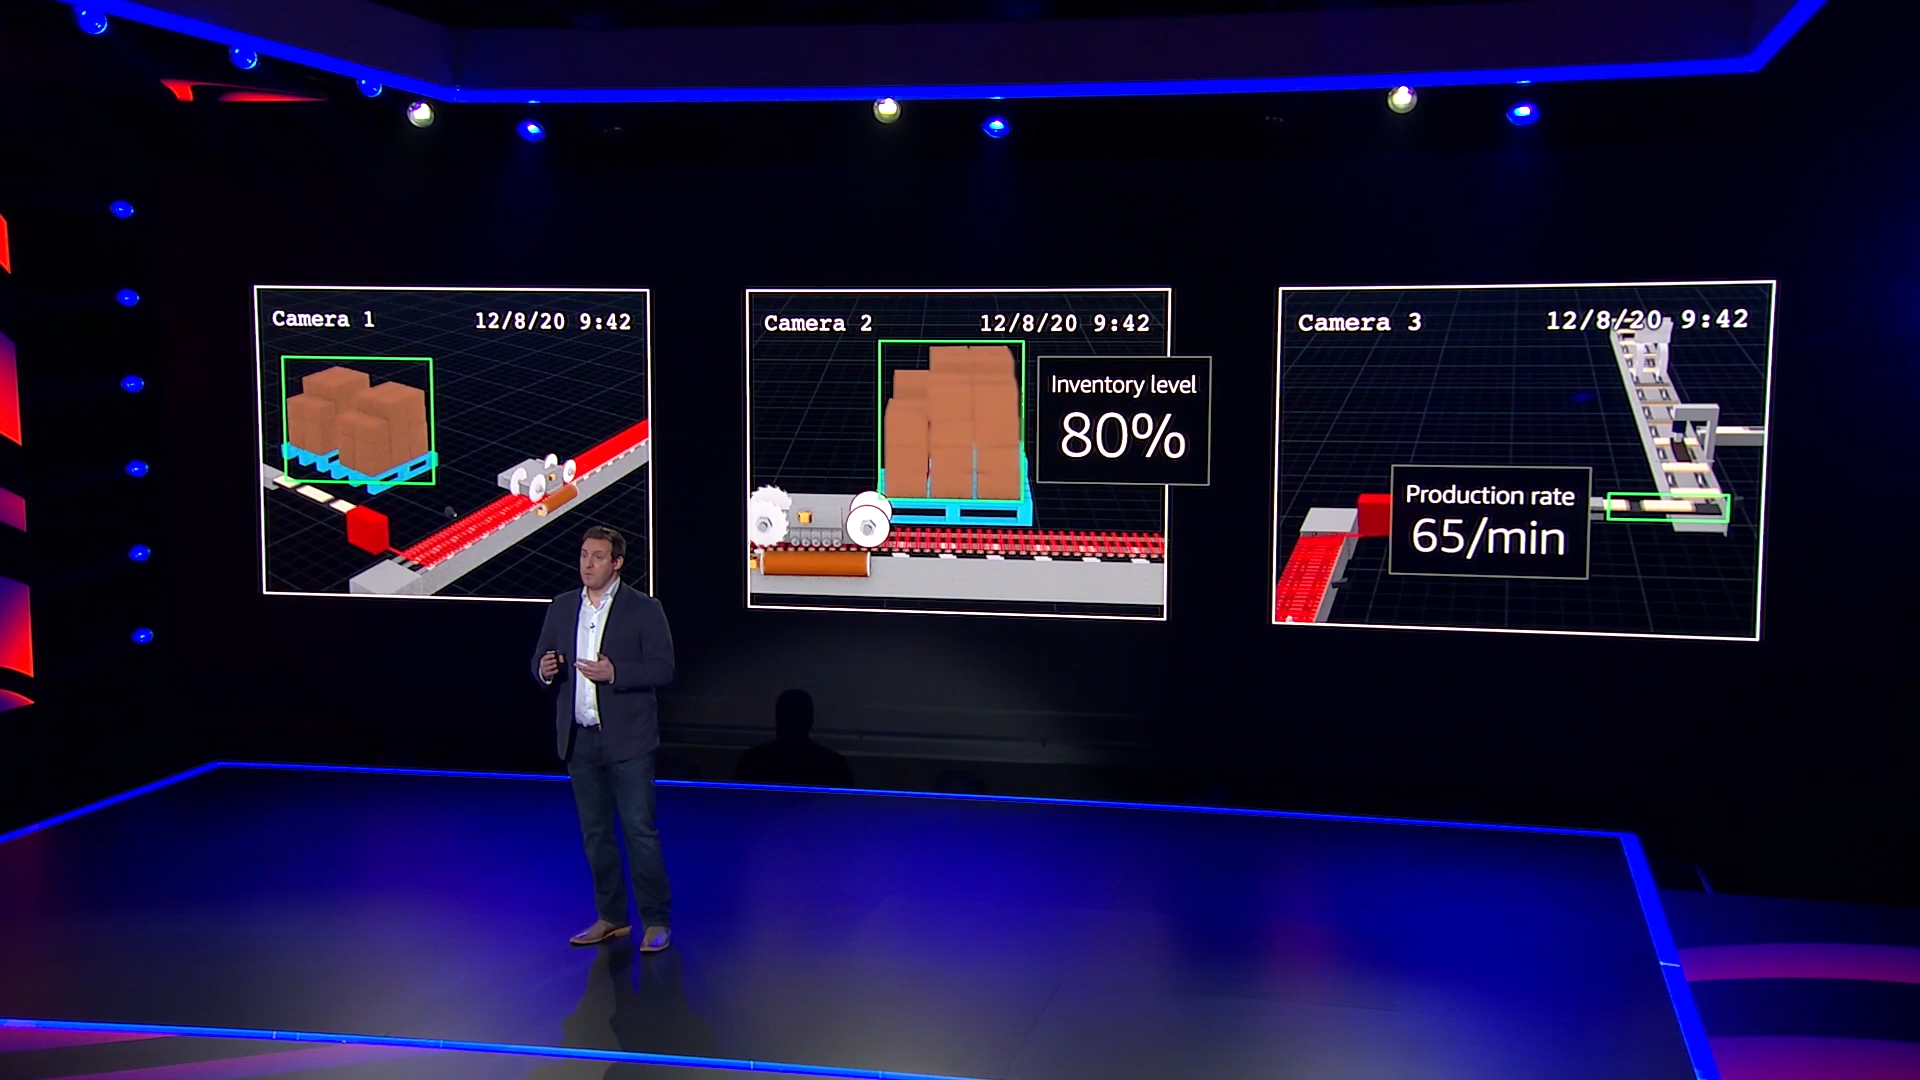 Camera 1
12/8/20 9:42
Camera 2
12/8/20 9:42
Inventory level
80%
Camera 3
12/8/20 9:42
Production rate
65/min